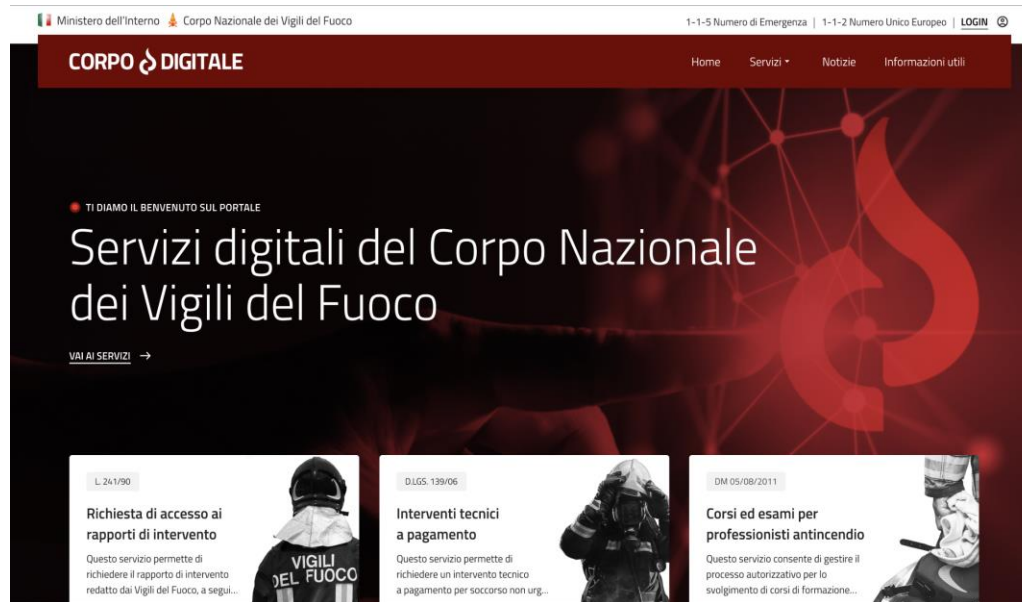 Ministero dell'Interno Corpo Nazionale dei Vigili del Fuoco
1-1-5 Numero di Emergenza | 1-1-2 Numero Unico Europeo | LOGIN
CORPO DIGITALE
Home Servizi Notizie Informazioni utili
TI DIAMO IL BENVENUTO SUL PORTALE
Servizi digitali del Corpo Nazionale
dei Vigili del Fuoco
VAI AI SERVIZI →
L. 241/90
Richiesta di accesso ai
rapporti di intervento
Questo servizio permette di
richiedere il rapporto di intervento
redatto dai Vigili del Fuoco, a segui...
VIGILI
DEL FUOCO
D.LGS. 139/06
Interventi tecnici
a pagamento
Questo servizio permette di
richiedere un intervento tecnico
a pagamento per soccorso non urg...
DM 05/08/2011
Corsi ed esami per
professionisti antincendio
Questo servizio consente di gestire il
processo autorizzativo per lo
svolgimento di corsi di formazione...